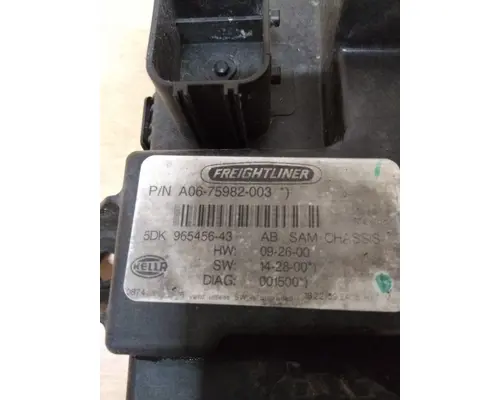 FREIGHTLINER
P/N A06-75982-003 *)
5DK 965456-43 AB SAM-CHASSIS
HW: 09-26-00
SW: 14-28-00*)
HELLA DIAG: 001500*)